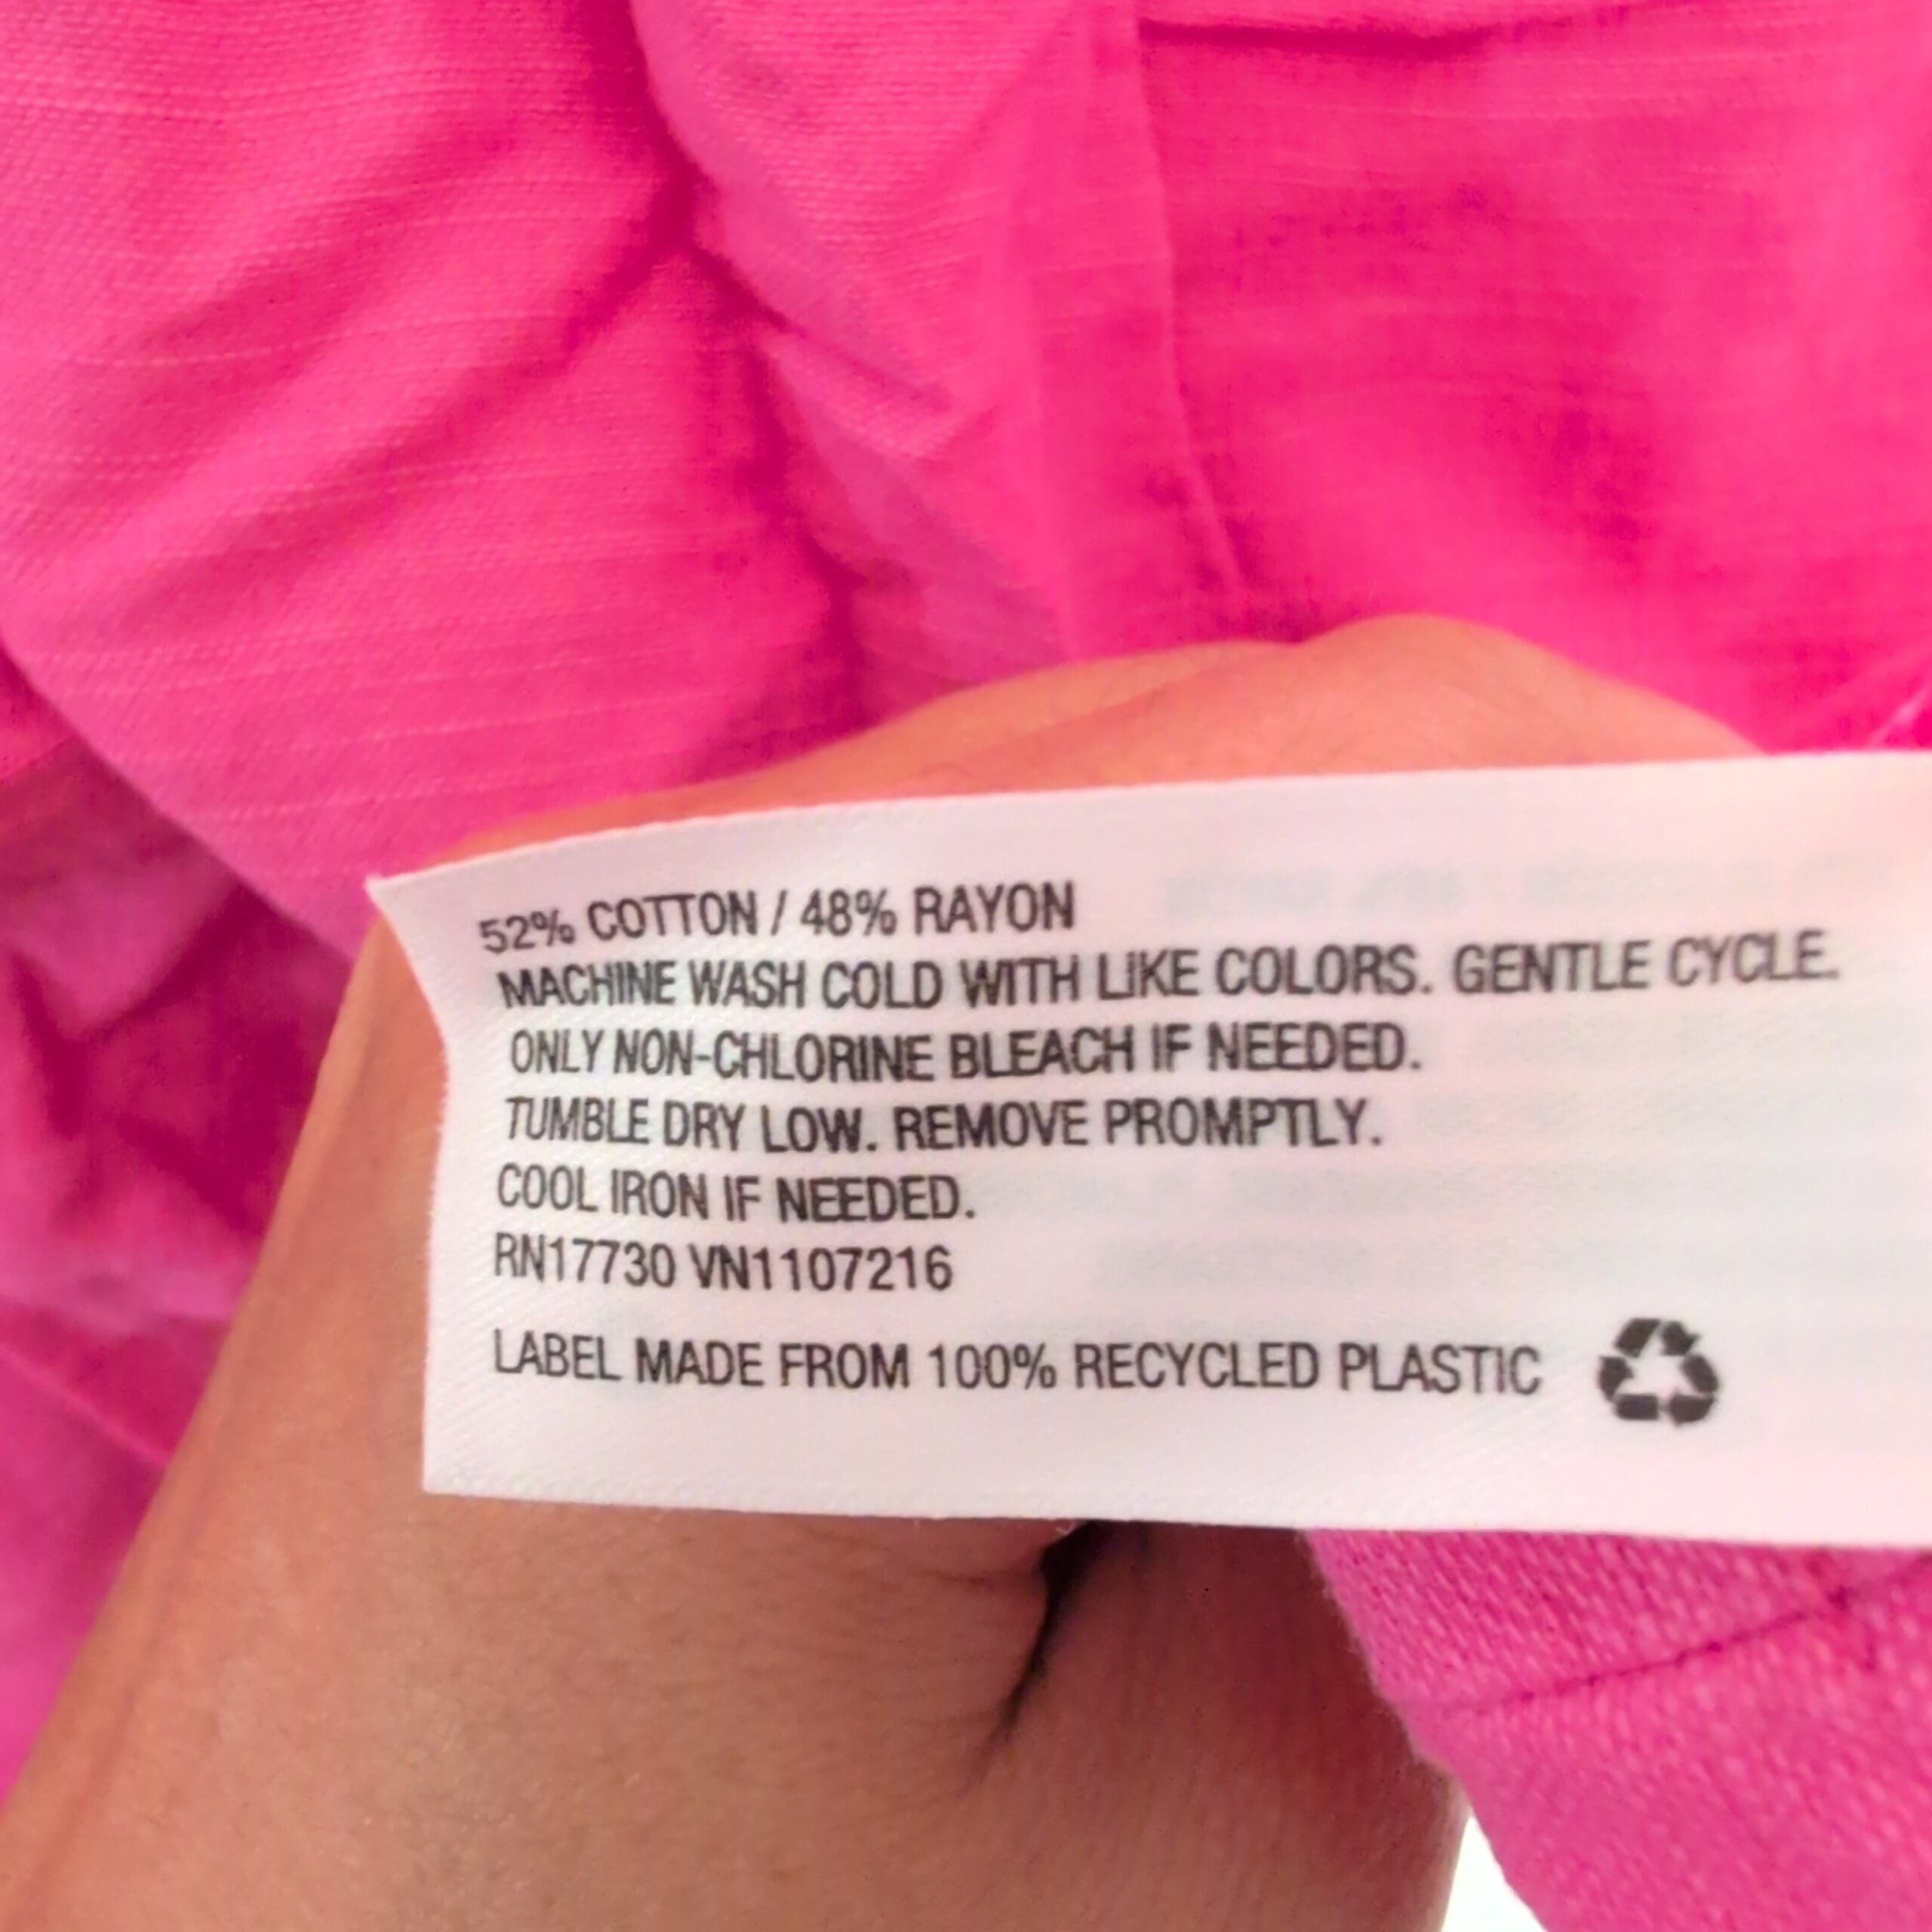 52% COTTON / 48% RAYON
MACHINE WASH COLD WITH LIKE COLORS. GENTLE CYCLE.
ONLY NON-CHLORINE BLEACH IF NEEDED.
TUMBLE DRY LOW. REMOVE PROMPTLY.
COOL IRON IF NEEDED.
RN17730 VN1107216
LABEL MADE FROM 100% RECYCLED PLASTIC